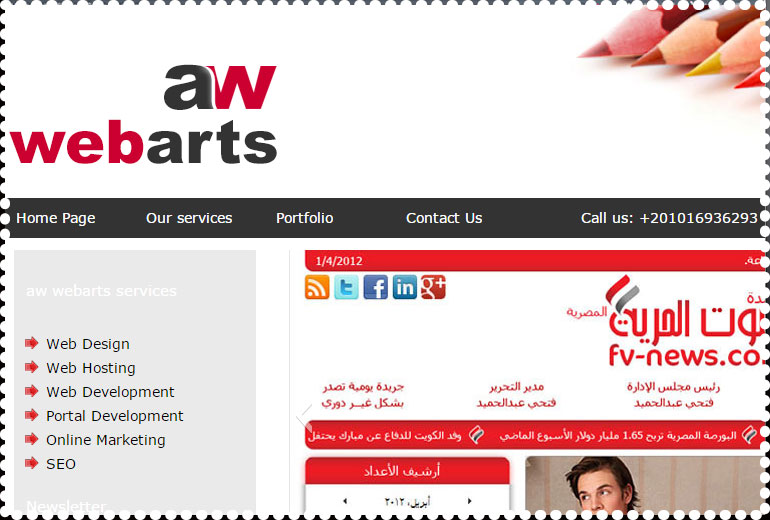 aw
webarts
Home Page
Our services
Portfolio
Contact Us
Call us: +201016936293
aw webarts services
Web Design
Web Hosting
Web Development
Portal Development
Online Marketing
SEO
Newsletter
1/4/2012
الحرية
المصرية
fv-news.co
رئيس مجلس الإدارة
فتحي عبدالحميد
مدير التحرير
فتحي عبدالحميد
جريدة يومية تصدر
بشكل غير دوري
البورصة المصرية تربح 1.65 مليار دولار الأسبوع الماضي
وفد الكويت للدفاع عن مبارك يحتفل
أرشيف الأعداد
أبريل، ٢٠١٢